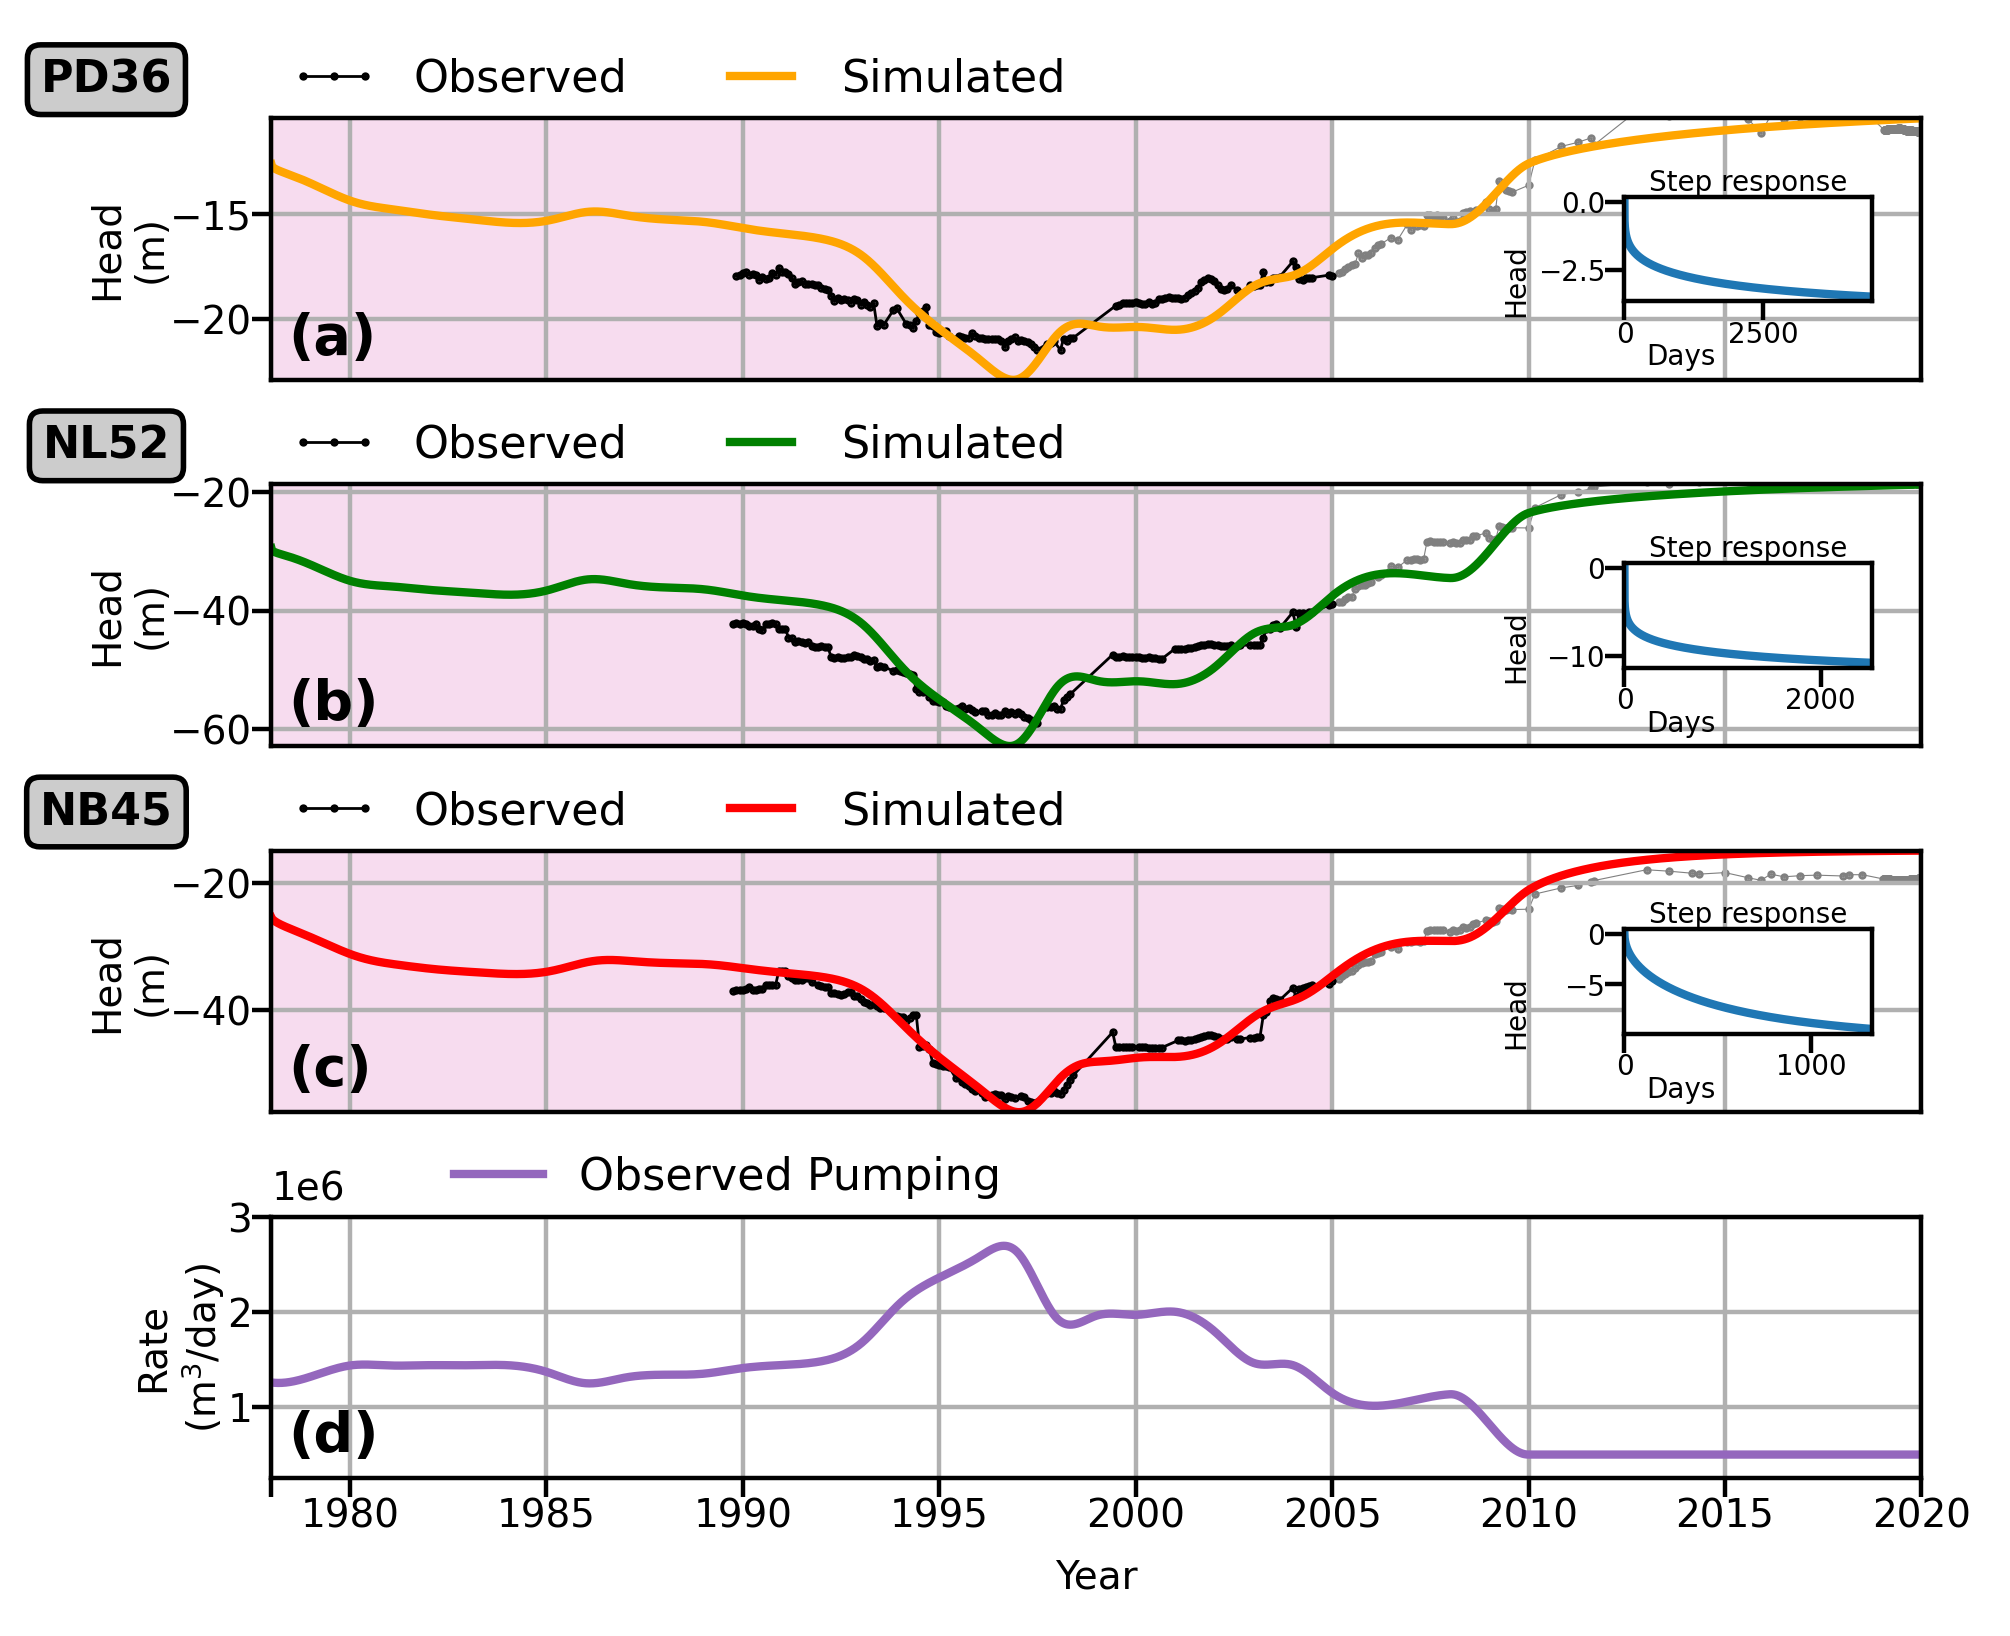 PD36
Observed
Simulated
Head
(m)
−15
−20
(a)
Step response
0.0
−2.5
Head
0
2500
Days
NL52
Observed
Simulated
Head
(m)
−20
−40
−60
(b)
Step response
0
−10
Head
0
2000
Days
NB45
Observed
Simulated
Head
(m)
−20
−40
(c)
Step response
0
−5
Head
0
1000
Days
1e6
Observed Pumping
Rate
(m³/day)
3
2
1
(d)
1980 1985 1990 1995 2000 2005 2010 2015 2020
Year